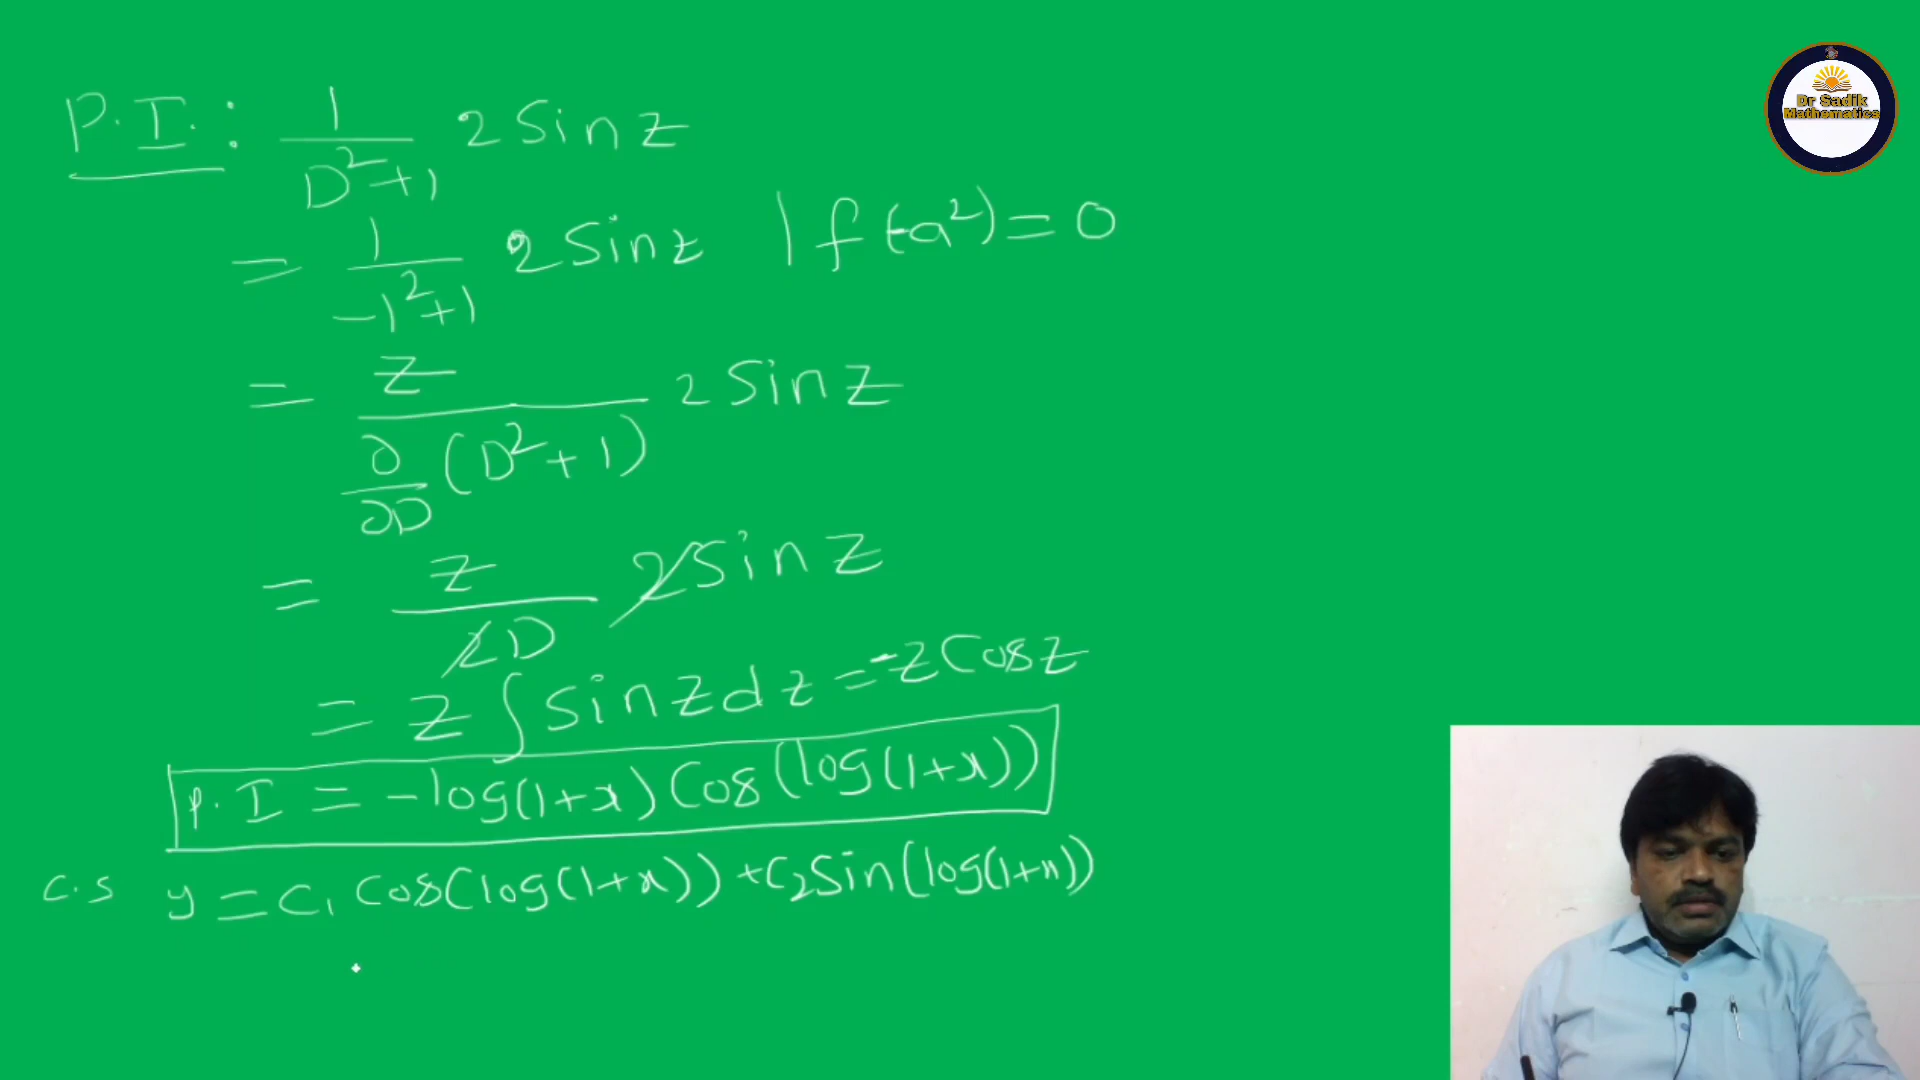 P.I.: 1/(D²+1) 2 Sin z
= 1/(-1²+1) 2 Sin z | f(-a²) = 0
= z/(∂/∂D (D²+1)) 2 Sin z
= z/(2D) 2 Sin z
= z ∫ sin z dz = -z Cos z
P.I = -log(1+x) Cos (log(1+x))
C.S y = C₁ Cos(log(1+x)) + C₂ Sin(log(1+x))
Dr Sadik
Mathematics